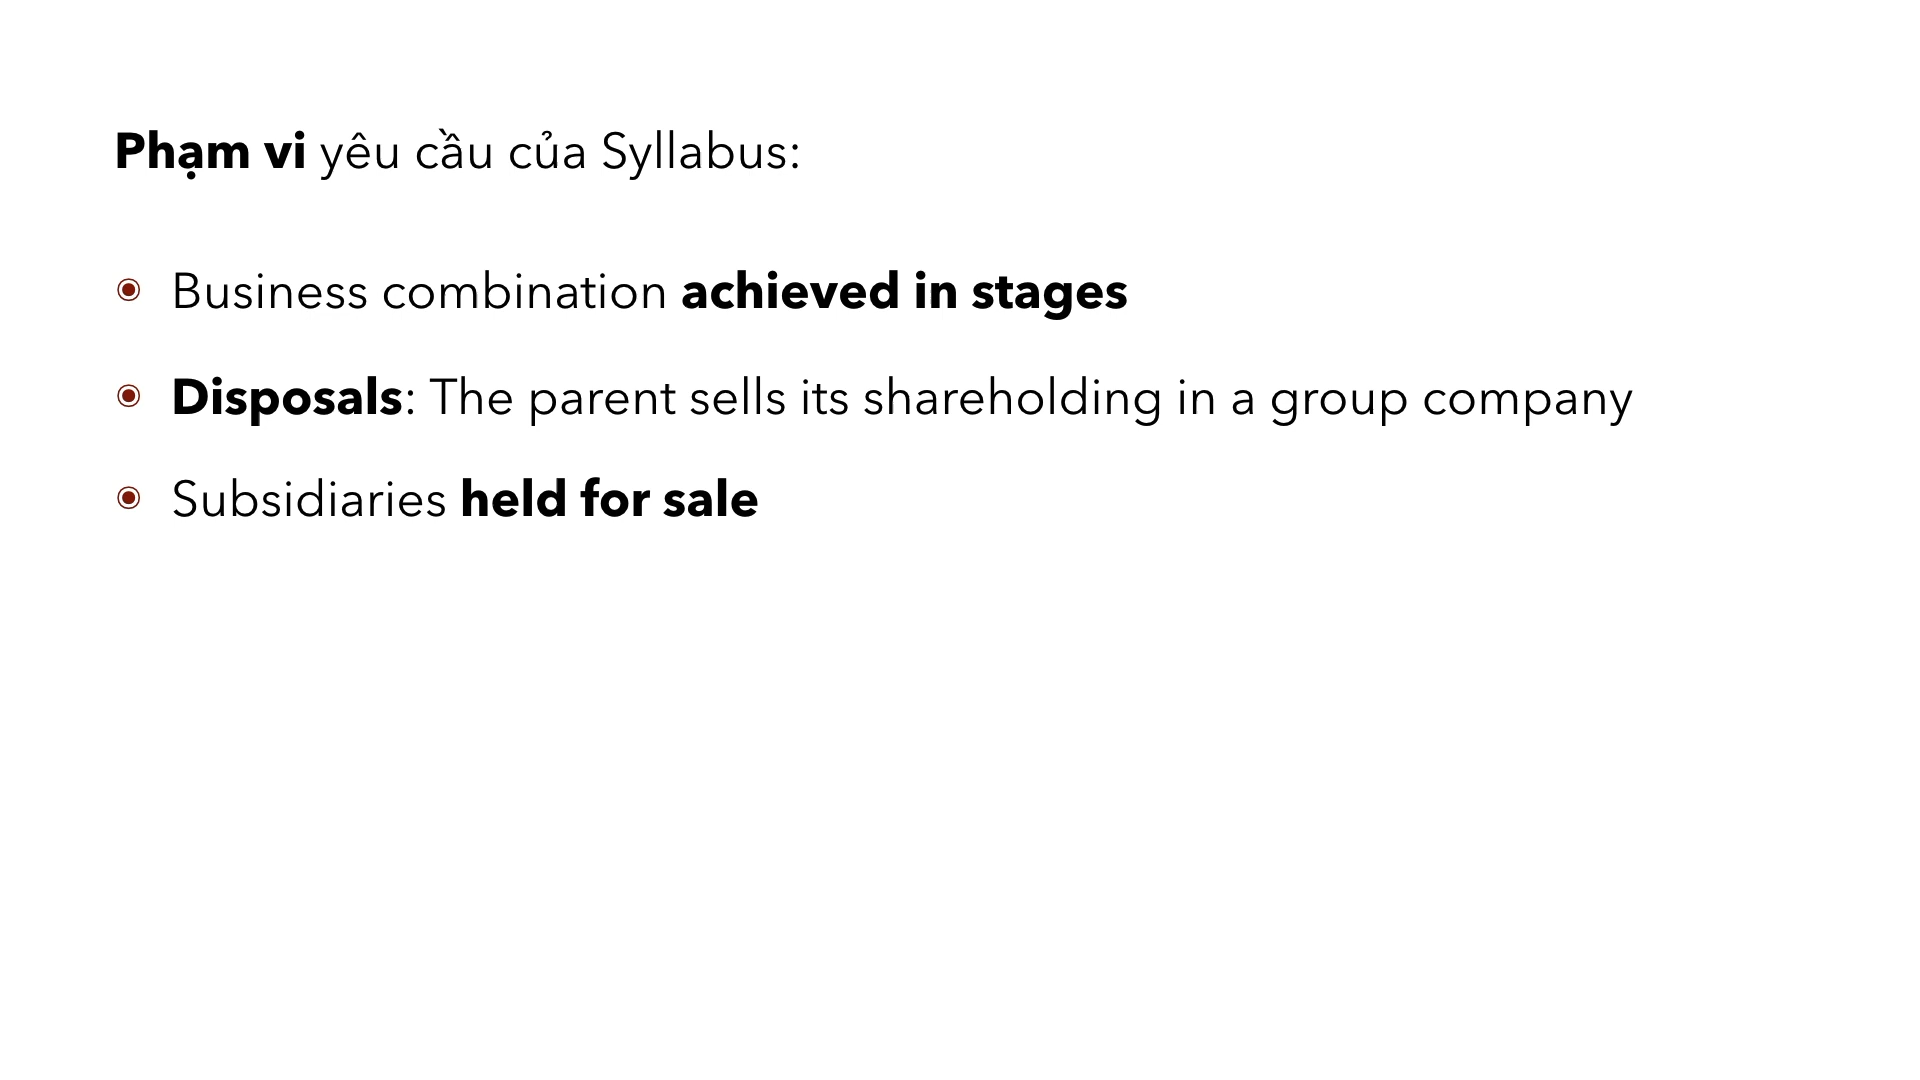 Phạm vi yêu cầu của Syllabus:
Business combination achieved in stages
Disposals: The parent sells its shareholding in a group company
Subsidiaries held for sale